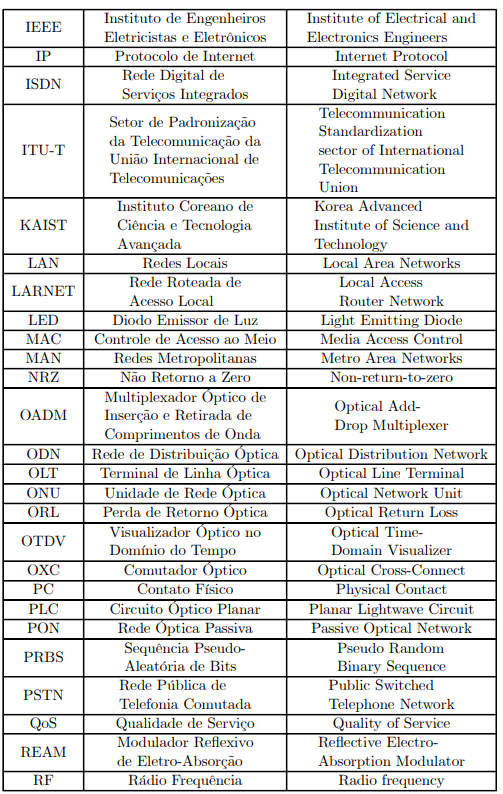 IEEE
Instituto de Engenheiros
Eletricistas e Eletrônicos
Institute of Electrical and
Electronics Engineers
IP
Protocolo de Internet
Internet Protocol
ISDN
Rede Digital de
Serviços Integrados
Integrated Service
Digital Network
ITU-T
Setor de Padronização
da Telecomunicação da
União Internacional de
Telecomunicações
Telecommunication
Standardization
sector of International
Telecommunication
Union
KAIST
Instituto Coreano de
Ciência e Tecnologia
Avançada
Korea Advanced
Institute of Science and
Technology
LAN
Redes Locais
Local Area Networks
LARNET
Rede Roteada de
Acesso Local
Local Access
Router Network
LED
Diodo Emissor de Luz
Light Emitting Diode
MAC
Controle de Acesso ao Meio
Media Access Control
MAN
Redes Metropolitanas
Metro Area Networks
NRZ
Não Retorno a Zero
Non-return-to-zero
OADM
Multiplexador Óptico de
Inserção e Retirada de
Comprimentos de Onda
Optical Add-
Drop Multiplexer
ODN
Rede de Distribuição Óptica
Optical Distribution Network
OLT
Terminal de Linha Óptica
Optical Line Terminal
ONU
Unidade de Rede Óptica
Optical Network Unit
ORL
Perda de Retorno Óptica
Optical Return Loss
OTDV
Visualizador Óptico no
Domínio do Tempo
Optical Time-
Domain Visualizer
OXC
Comutador Óptico
Optical Cross-Connect
PC
Contato Físico
Physical Contact
PLC
Circuito Óptico Planar
Planar Lightwave Circuit
PON
Rede Óptica Passiva
Passive Optical Network
PRBS
Sequência Pseudo-
Aleatória de Bits
Pseudo Random
Binary Sequence
PSTN
Rede Pública de
Telefonia Comutada
Public Switched
Telephone Network
QoS
Qualidade de Serviço
Quality of Service
REAM
Modulador Reflexivo
de Eletro-Absorção
Reflective Electro-
Absorption Modulator
RF
Rádio Frequência
Radio frequency